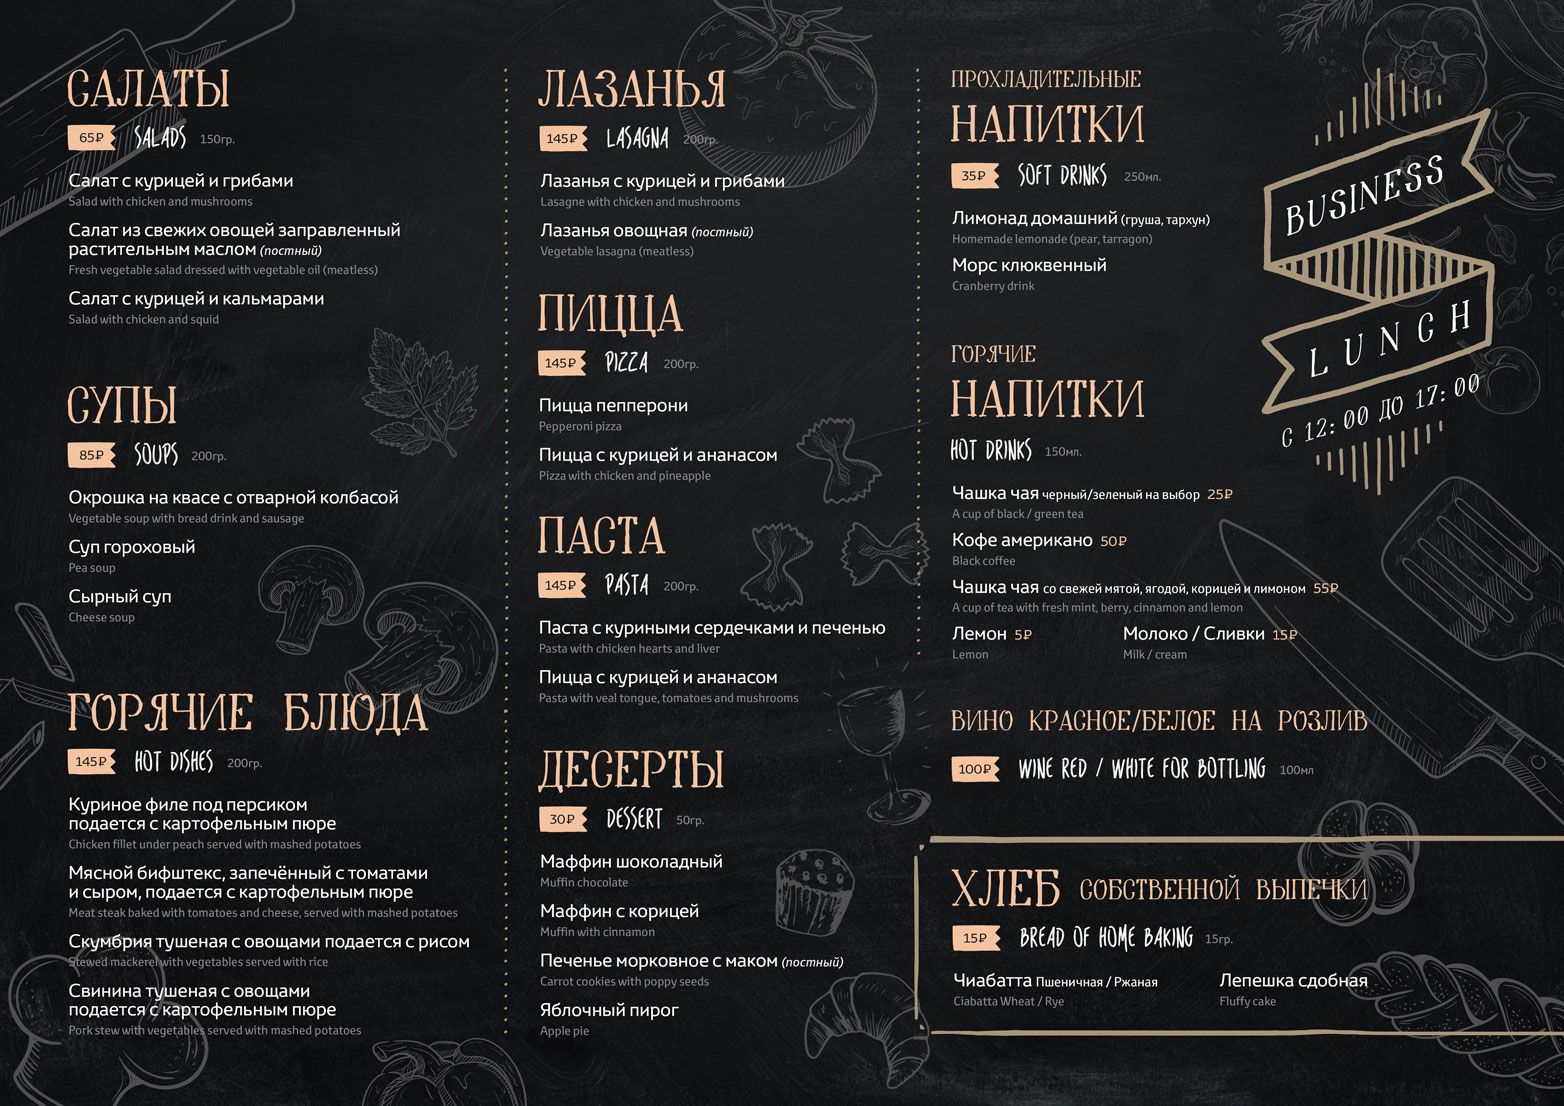 САЛАТЫ
65₽ SALADS 150гр.
Салат с курицей и грибами
Salad with chicken and mushrooms
Салат из свежих овощей заправленный
растительным маслом (постный)
Fresh vegetable salad dressed with vegetable oil (meatless)
Салат с курицей и кальмарами
Salad with chicken and squid
СУПЫ
85₽ SOUPS 200гр.
Окрошка на квасе с отварной колбасой
Vegetable soup with bread drink and sausage
Суп гороховый
Pea soup
Сырный суп
Cheese soup
ГОРЯЧИЕ БЛЮДА
145₽ HOT DISHES 200гр.
Куриное филе под персиком
подается с картофельным пюре
Chicken fillet under peach served with mashed potatoes
Мясной бифштекс, запечённый с томатами
и сыром, подается с картофельным пюре
Meat steak baked with tomatoes and cheese, served with mashed potatoes
Скумбрия тушеная с овощами подается с рисом
Stewed mackerel with vegetables served with rice
Свинина тушеная с овощами
подается с картофельным пюре
Pork stew with vegetables served with mashed potatoes
ЛАЗАНЬЯ
145₽ LASAGNA 200гр.
Лазанья с курицей и грибами
Lasagne with chicken and mushrooms
Лазанья овощная (постный)
Vegetable lasagna (meatless)
ПИЦЦА
145₽ PIZZA 200гр.
Пицца пепперони
Pepperoni pizza
Пицца с курицей и ананасом
Pizza with chicken and pineapple
ПАСТА
145₽ PASTA 200гр.
Паста с куриными сердечками и печенью
Pasta with chicken hearts and liver
Пицца с курицей и ананасом
Pasta with veal tongue, tomatoes and mushrooms
ДЕСЕРТЫ
30₽ DESSERT 50гр.
Маффин шоколадный
Muffin chocolate
Маффин с корицей
Muffin with cinnamon
Печенье морковное с маком (постный)
Carrot cookies with poppy seeds
Яблочный пирог
Apple pie
ПРОХЛАДИТЕЛЬНЫЕ
НАПИТКИ
35₽ SOFT DRINKS 250мл.
Лимонад домашний (груша, тархун)
Homemade lemonade (pear, tarragon)
Морс клюквенный
Cranberry drink
ГОРЯЧИЕ
НАПИТКИ
HOT DRINKS 150мл.
Чашка чая черный/зеленый на выбор 25₽
A cup of black / green tea
Кофе американо 50₽
Black coffee
Чашка чая со свежей мятой, ягодой, корицей и лимоном 55₽
A cup of tea with fresh mint, berry, cinnamon and lemon
Лемон 5₽ Молоко / Сливки 15₽
Lemon Milk / cream
ВИНО КРАСНОЕ/БЕЛОЕ НА РОЗЛИВ
100₽ WINE RED / WHITE FOR BOTTLING 100мл
ХЛЕБ СОБСТВЕННОЙ ВЫПЕЧКИ
15₽ BREAD OF HOME BAKING 15гр.
Чиабатта Пшеничная / Ржаная Лепешка сдобная
Ciabatta Wheat / Rye Fluffy cake
BUSINESS
LUNCH
С 12:00 ДО 17:00